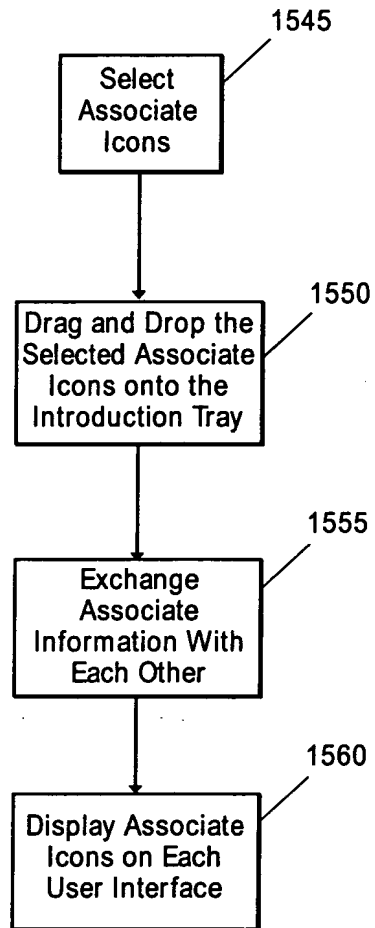 1545
Select
Associate
Icons
1550
Drag and Drop the
Selected Associate
Icons onto the
Introduction Tray
1555
Exchange
Associate
Information With
Each Other
1560
Display Associate
Icons on Each
User Interface